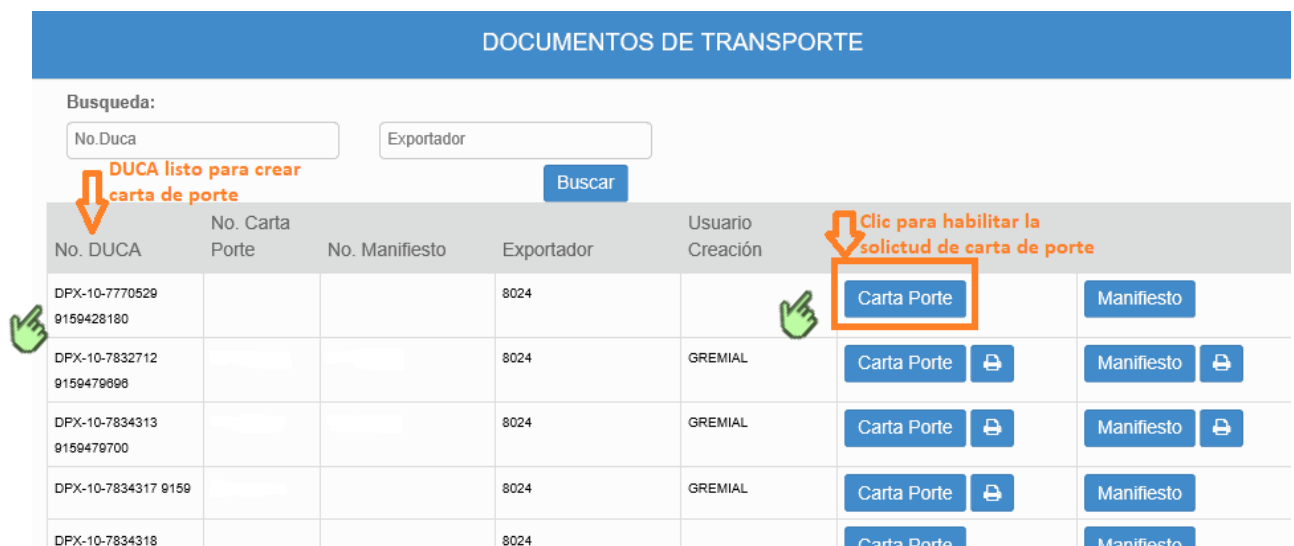 DOCUMENTOS DE TRANSPORTE
Busqueda:
No.Duca
Exportador
DUCA listo para crear
carta de porte
Buscar
Clic para habilitar la
solictud de carta de porte
No. DUCA
No. Carta
Porte
No. Manifiesto
Exportador
Usuario
Creación
DPX-10-7770529
9159428180
8024
Carta Porte
Manifiesto
DPX-10-7832712
9159479696
8024
GREMIAL
Carta Porte
Manifiesto
DPX-10-7834313
9159479700
8024
GREMIAL
Carta Porte
Manifiesto
DPX-10-7834317 9159
8024
GREMIAL
Carta Porte
Manifiesto
DPX-10-7834318
8024
Carta Porte
Manifiesto